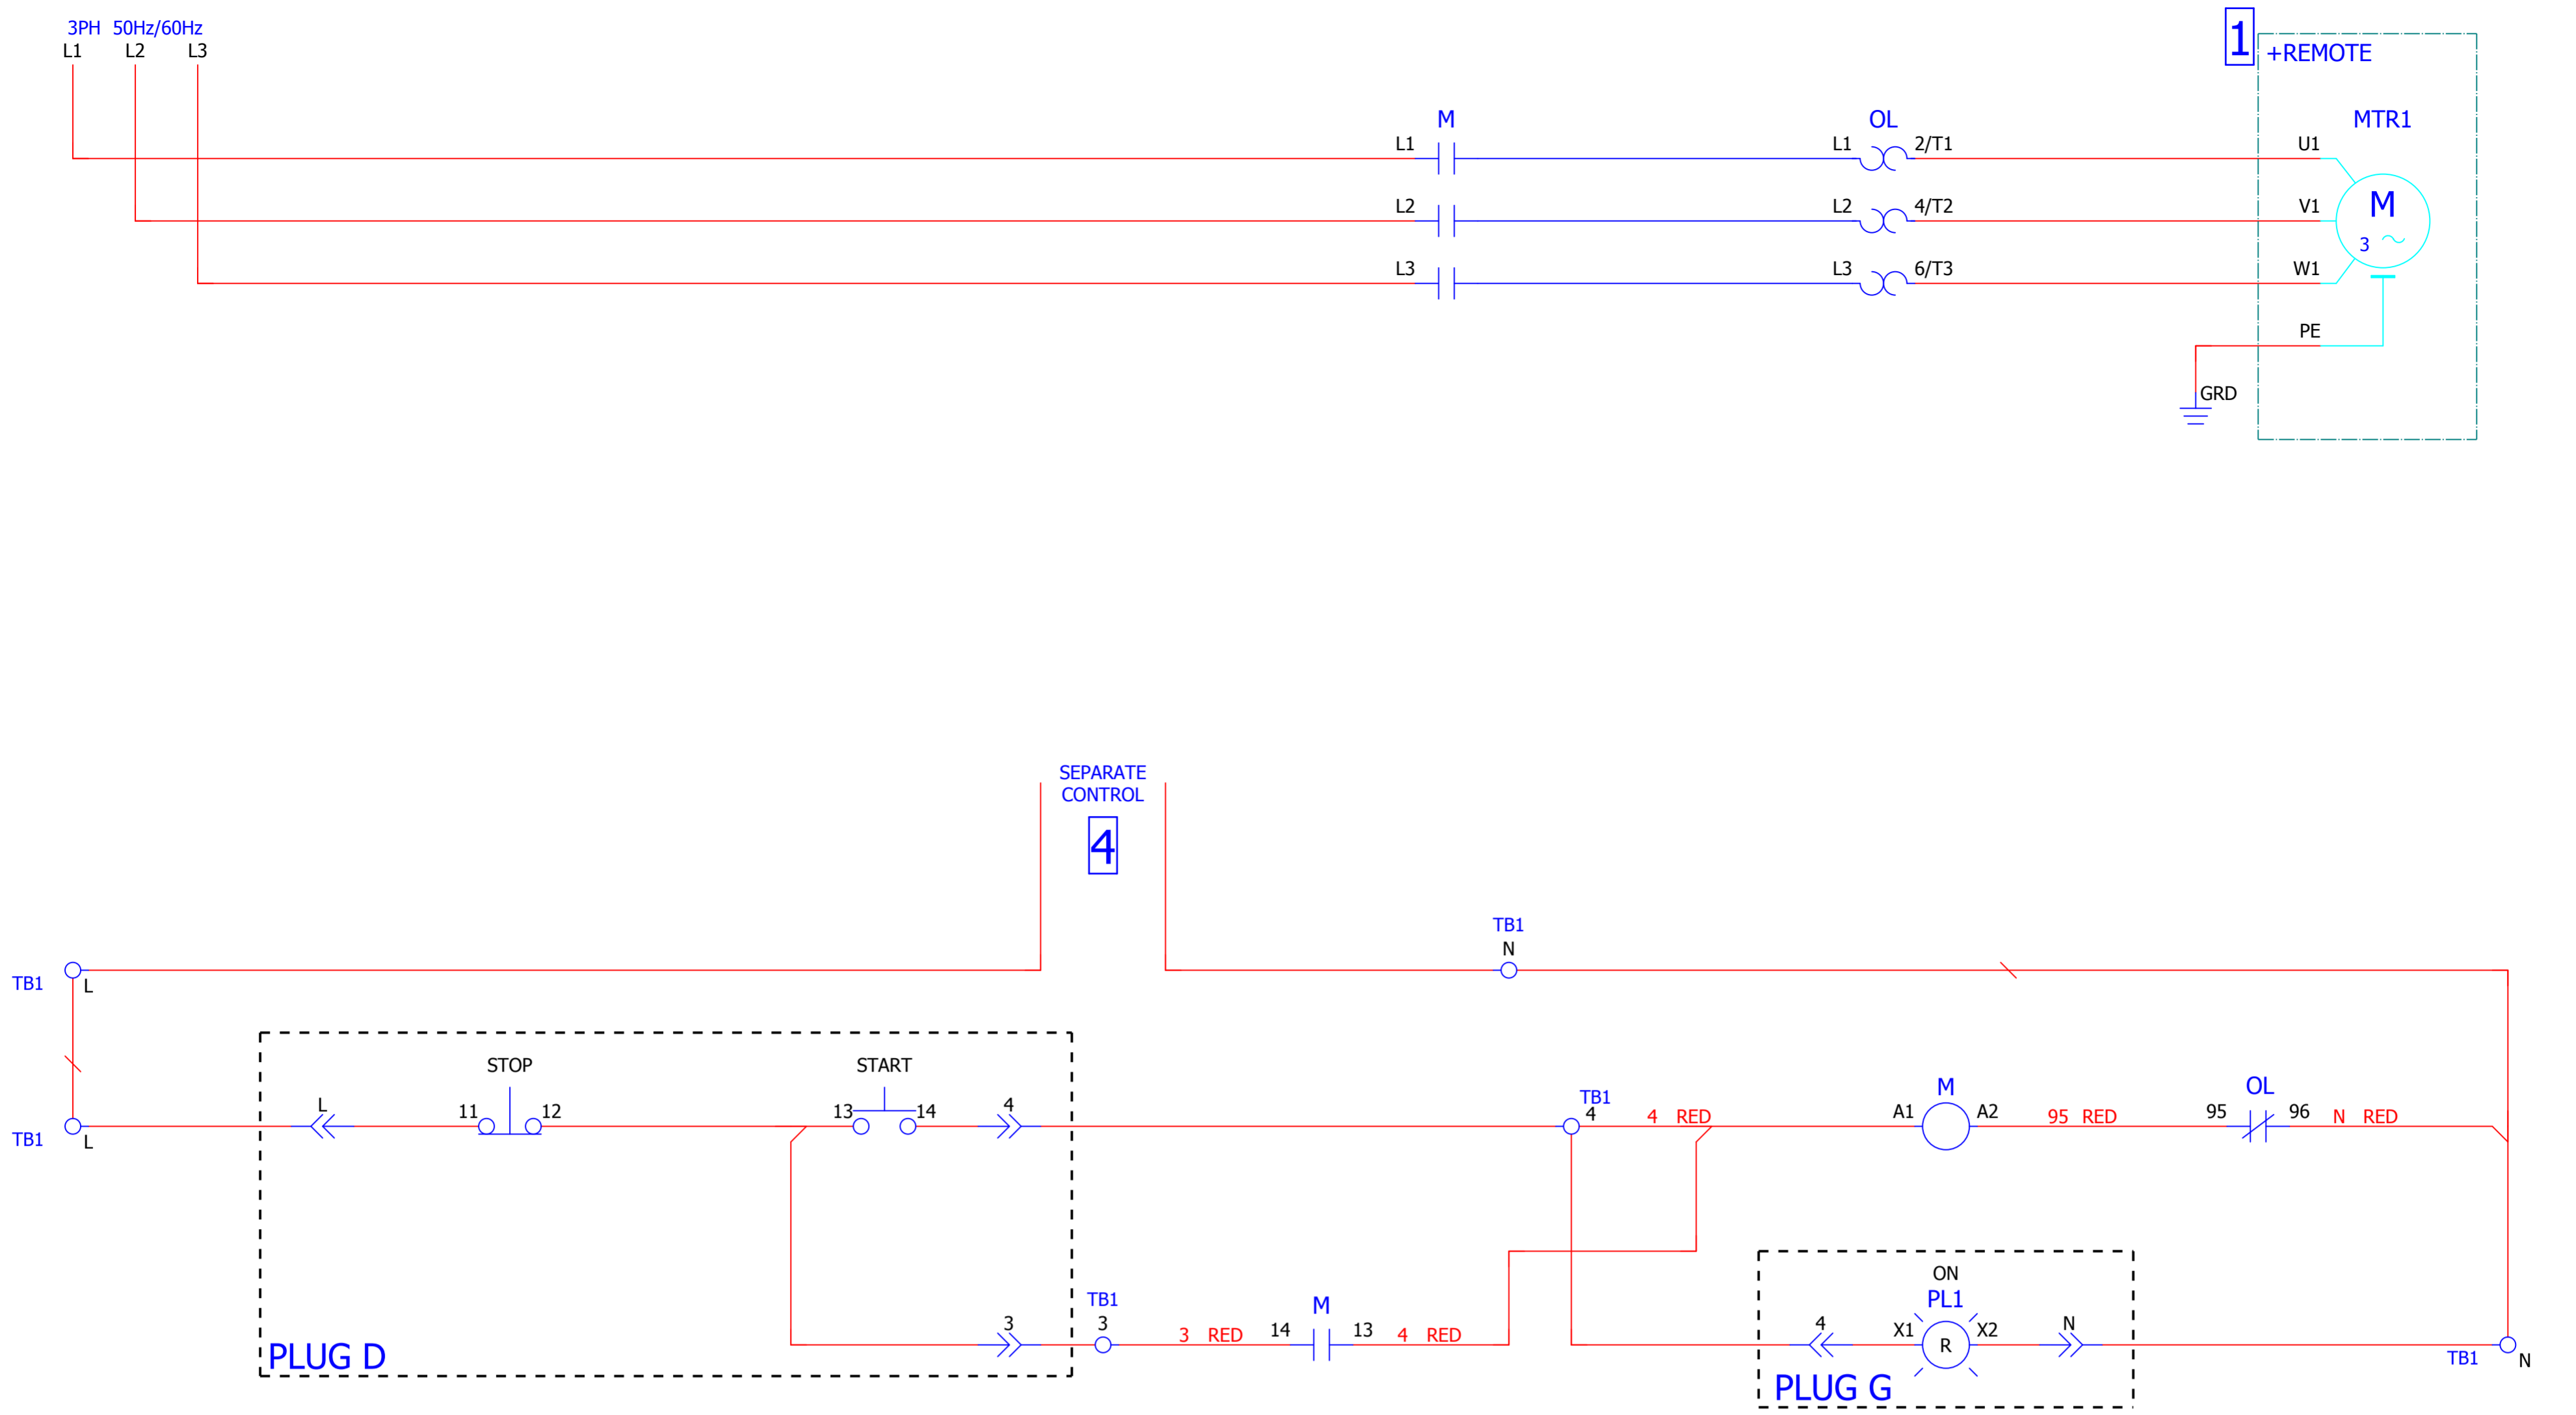 3PH 50Hz/60Hz
L1 L2 L3
1
+REMOTE
M OL MTR1
L1 L1 2/T1 U1
L2 L2 4/T2 V1
M
3
L3 L3 6/T3 W1
PE
GRD
SEPARATE
CONTROL
4
TB1
N
TB1 L
STOP START
L 11 12 13 14 4
TB1 L
TB1
4
4 RED
M
A1 A2
95 RED
OL
95 96
N RED
3
TB1
3
3 RED
M
14 13
4 RED
PLUG D
ON
PL1
4 X1 R X2 N
PLUG G
TB1 N